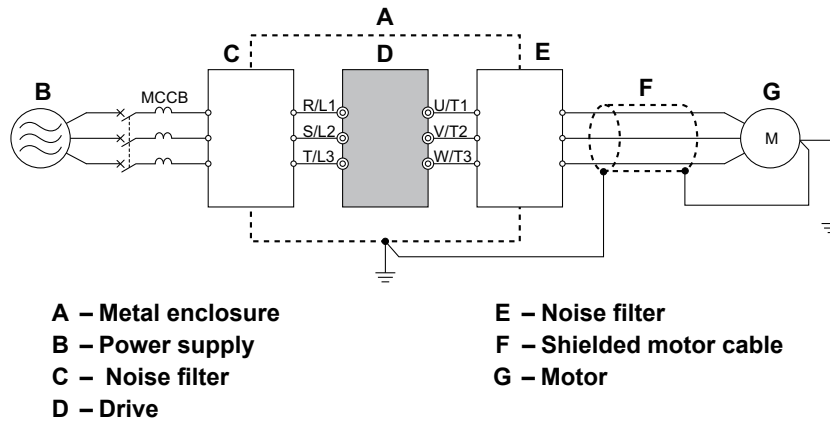 A
C
D
E
B
F
G
MCCB
R/L1
U/T1
S/L2
V/T2
M
T/L3
W/T3
A – Metal enclosure
B – Power supply
C – Noise filter
D – Drive
E – Noise filter
F – Shielded motor cable
G – Motor